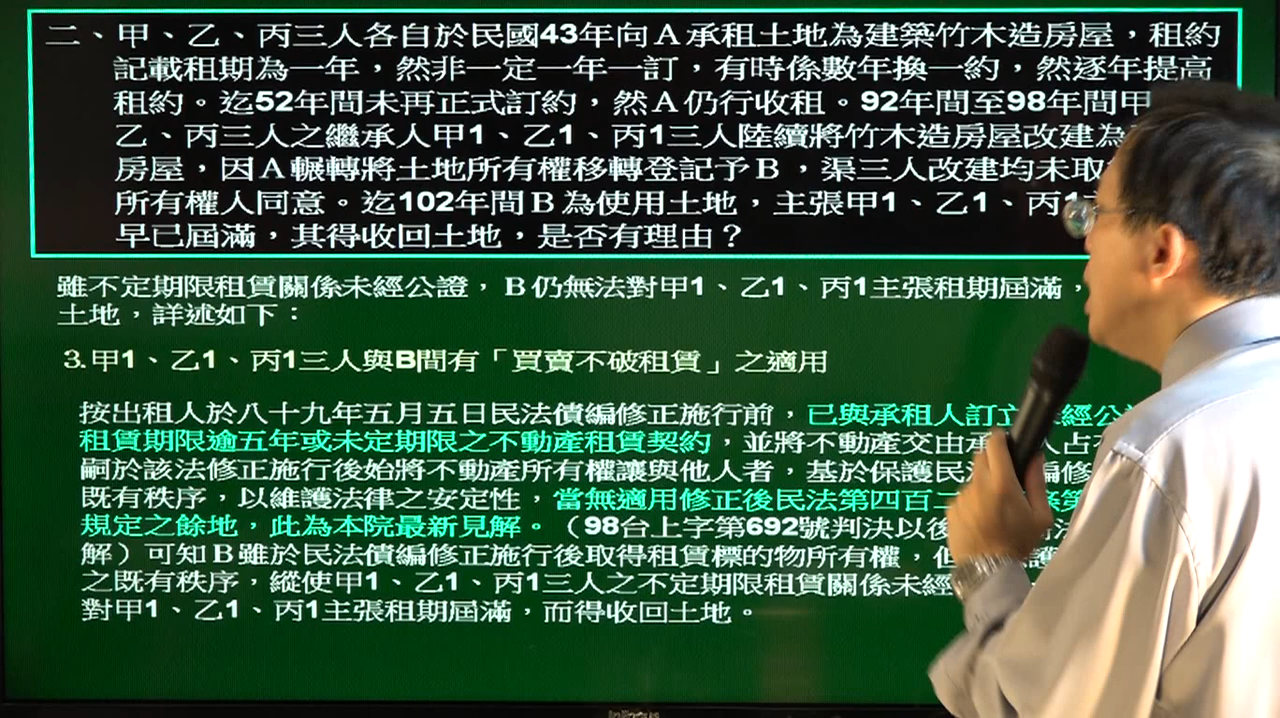 二、甲、乙、丙三人各自於民國43年向A承租土地為建築竹木造房屋，租約
記載租期為一年，然非一定一年一訂，有時係數年換一約，然逐年提高
租約。迄52年間未再正式訂約，然A仍行收租。92年間至98年間甲
乙、丙三人之繼承人甲1、乙1、丙1三人陸續將竹木造房屋改建為
房屋，因A輾轉將土地所有權移轉登記予B，渠三人改建均未取
所有權人同意。迄102年間B為使用土地，主張甲1、乙1、丙1
早已屆滿，其得收回土地，是否有理由？
雖不定期限租賃關係未經公證，B仍無法對甲1、乙1、丙1主張租期屆滿，
土地，詳述如下：
3.甲1、乙1、丙1三人與B間有「買賣不破租賃」之適用
按出租人於八十九年五月五日民法債編修正施行前，已與承租人訂立未經公
租賃期限逾五年或未定期限之不動產租賃契約，並將不動產交由承 人占
嗣於該法修正施行後始將不動產所有權讓與他人者，基於保護民法 編修
既有秩序，以維護法律之安定性，當無適用修正後民法第四百二 條第
規定之餘地，此為本院最新見解。（98台上字第692號判決以後 法
解）可知B雖於民法債編修正施行後取得租賃標的物所有權，但 護
之既有秩序，縱使甲1、乙1、丙1三人之不定期限租賃關係未經
對甲1、乙1、丙1主張租期屆滿，而得收回土地。